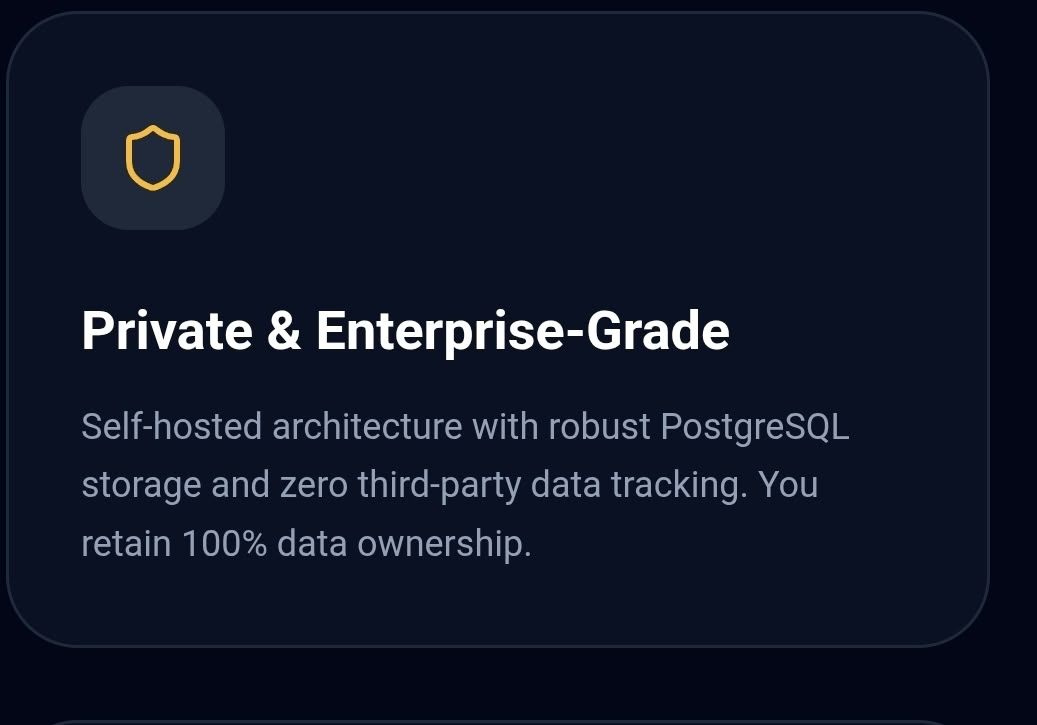 Private & Enterprise-Grade
Self-hosted architecture with robust PostgreSQL
storage and zero third-party data tracking. You
retain 100% data ownership.